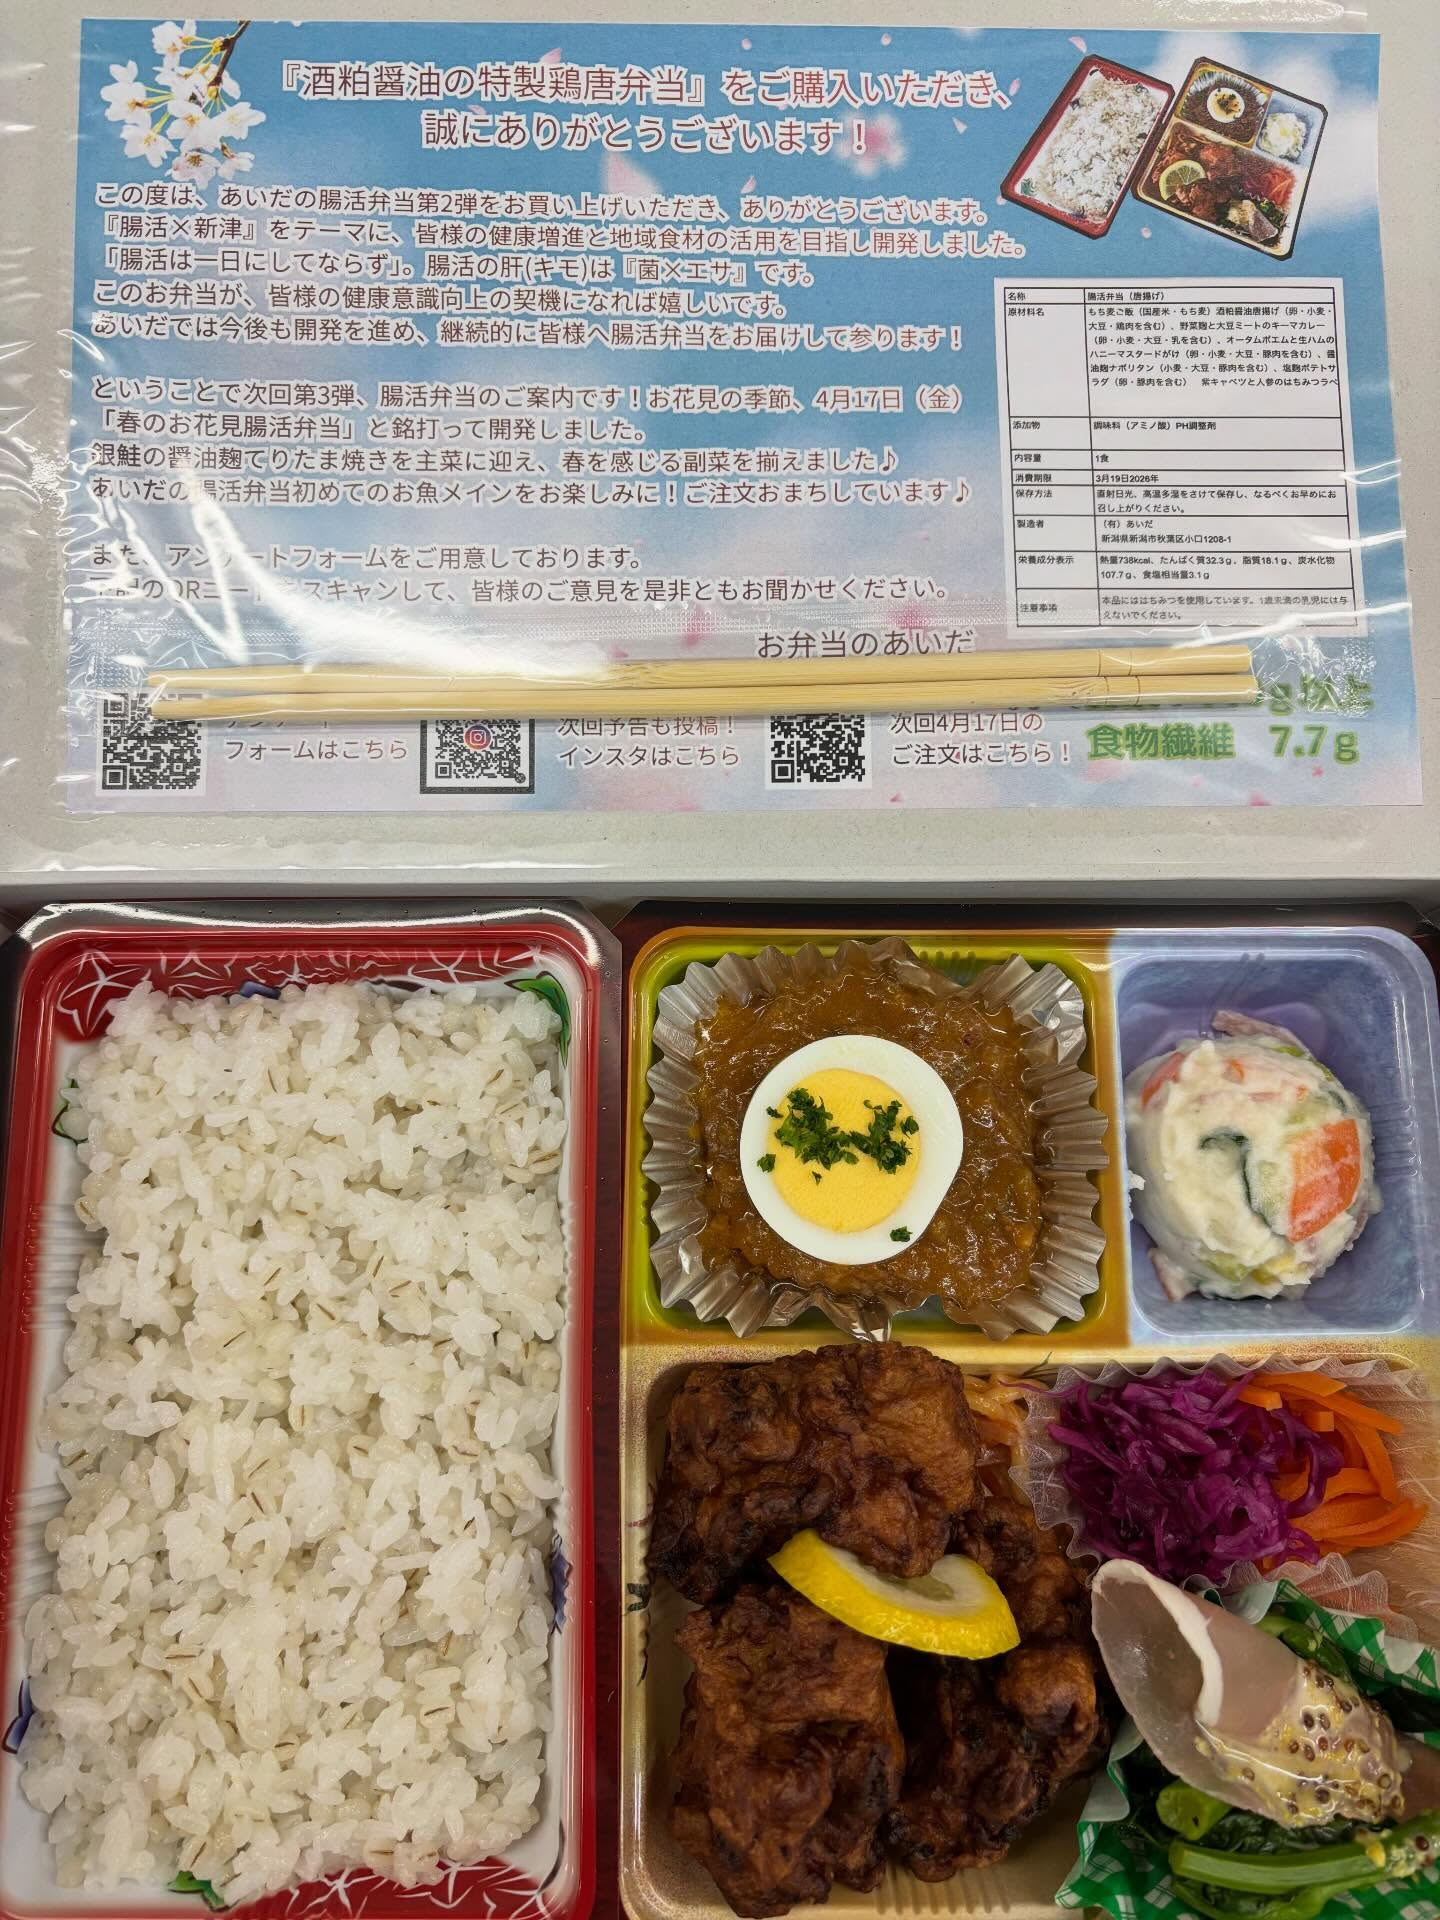 『酒粕醤油の特製鶏唐弁当』をご購入いただき、
誠にありがとうございます！
この度は、あいだの腸活弁当第2弾をお買い上げいただき、ありがとうございます。
『腸活×新津』をテーマに、皆様の健康増進と地域食材の活用を目指し開発しました。
「腸活は一日にしてならず」。腸活の肝(キモ)は『菌×エサ』です。
このお弁当が、皆様の健康意識向上の契機になれば嬉しいです。
あいだでは今後も開発を進め、継続的に皆様へ腸活弁当をお届けして参ります！
ということで次回第3弾、腸活弁当のご案内です！お花見の季節、4月17日（金）
「春のお花見腸活弁当」と銘打って開発しました。
銀鮭の醤油麹てりたま焼きを主菜に迎え、春を感じる副菜を揃えました♪
あいだの腸活弁当初めてのお魚メインをお楽しみに！ご注文おまちしています♪
また、アンケートフォームをご用意しております。
下記のQRコードをスキャンして、皆様のご意見を是非ともお聞かせください。
お弁当のあいだ
名称 腸活弁当（唐揚げ）
原材料名 もち麦ご飯（国産米・もち麦）酒粕醤油唐揚げ（卵・小麦・
大豆・鶏肉を含む）、野菜麹と大豆ミートのキーマカレー
（卵・小麦・大豆・乳を含む）、オータムポエムと生ハムの
ハニーマスタードがけ（卵・小麦・大豆・豚肉を含む）、醤
油麹ナポリタン（小麦・大豆・豚肉を含む）、塩麹ポテトサ
ラダ（卵・豚肉を含む） 紫キャベツと人参のはちみつラペ
添加物 調味料（アミノ酸）PH調整剤
内容量 1食
消費期限 3月19日2026年
保存方法 直射日光、高温多湿をさけて保存し、なるべくお早めにお
召し上がりください。
製造者 （有）あいだ
新潟県新潟市秋葉区小口1208-1
栄養成分表示 熱量738kcal、たんぱく質32.3g、脂質18.1g、炭水化物
107.7g、食塩相当量3.1g
注意事項 本品にははちみつを使用しています。1歳未満の乳児には与
えないでください。
アンケート
フォームはこちら
次回予告も投稿！
インスタはこちら
次回4月17日の
ご注文はこちら！
食物繊維 7.7g